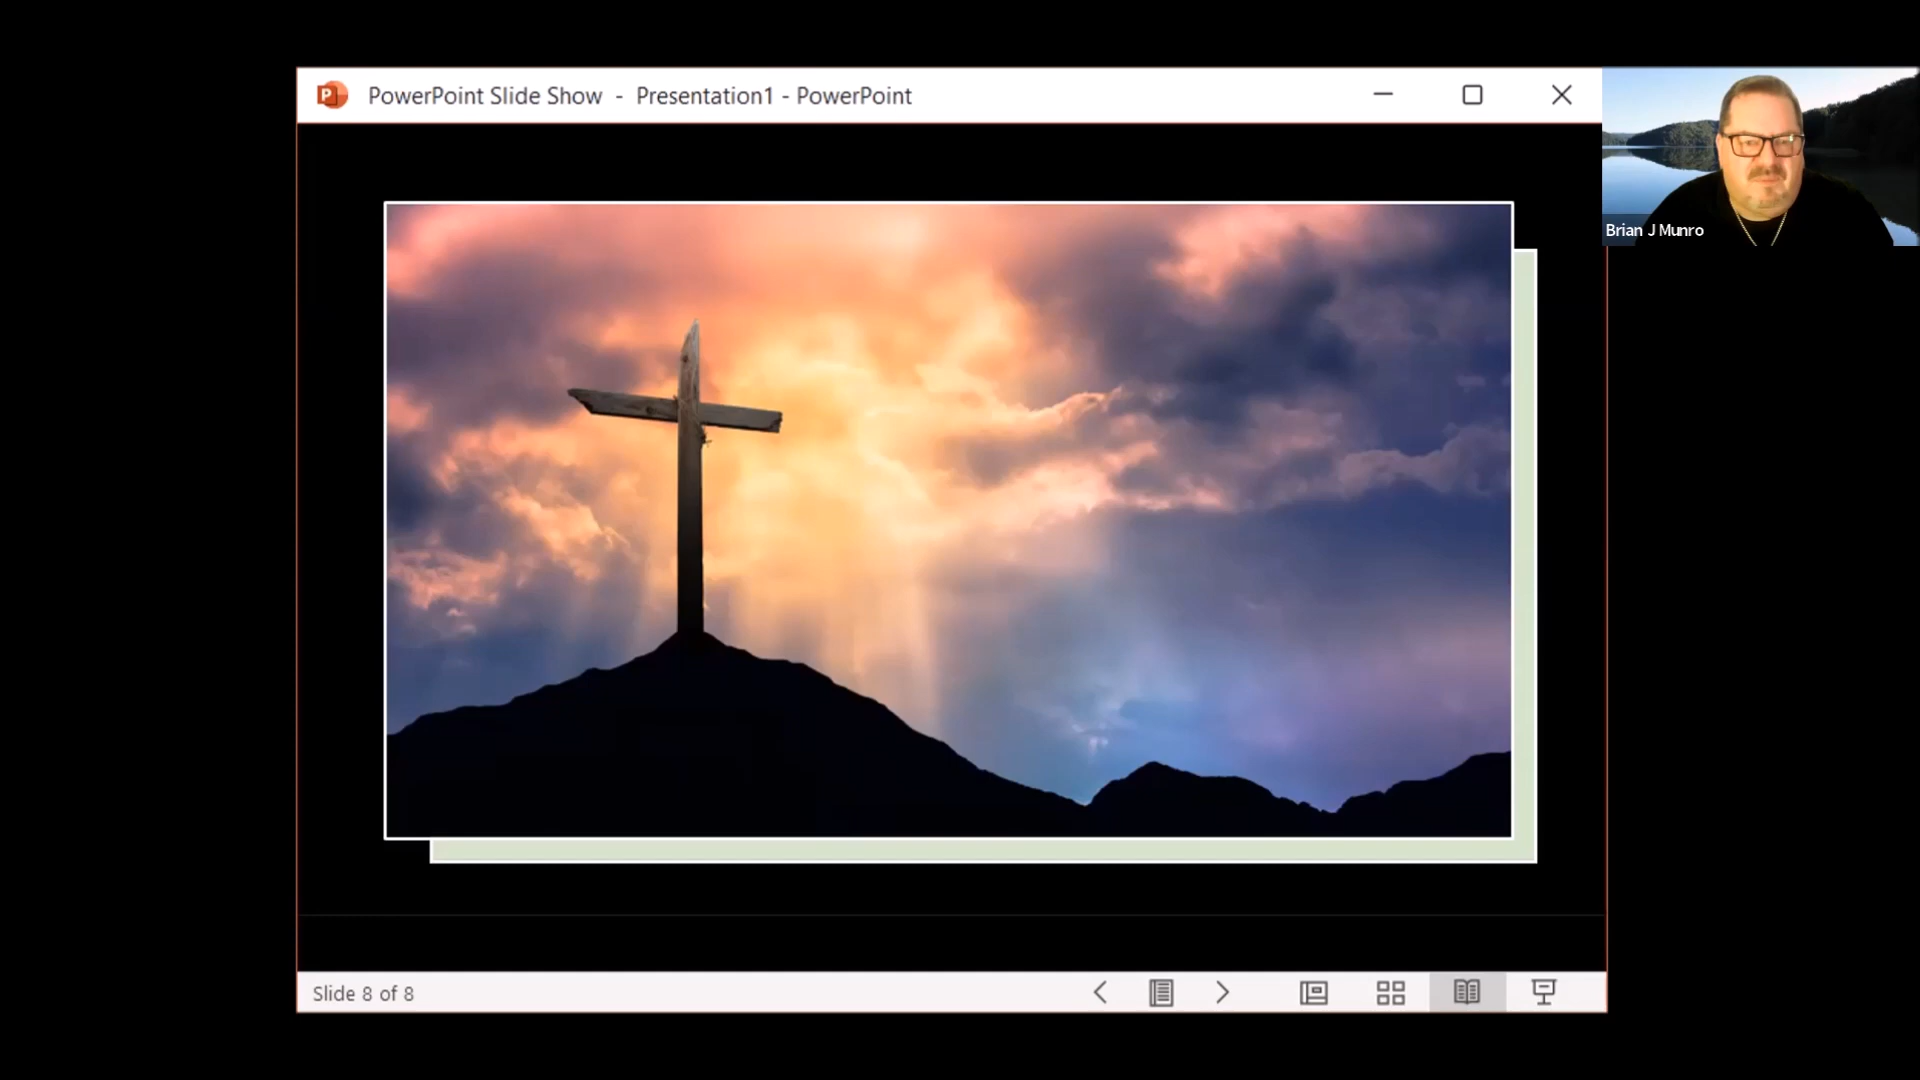 PowerPoint Slide Show - Presentation1 - PowerPoint
Brian J Munro
Slide 8 of 8